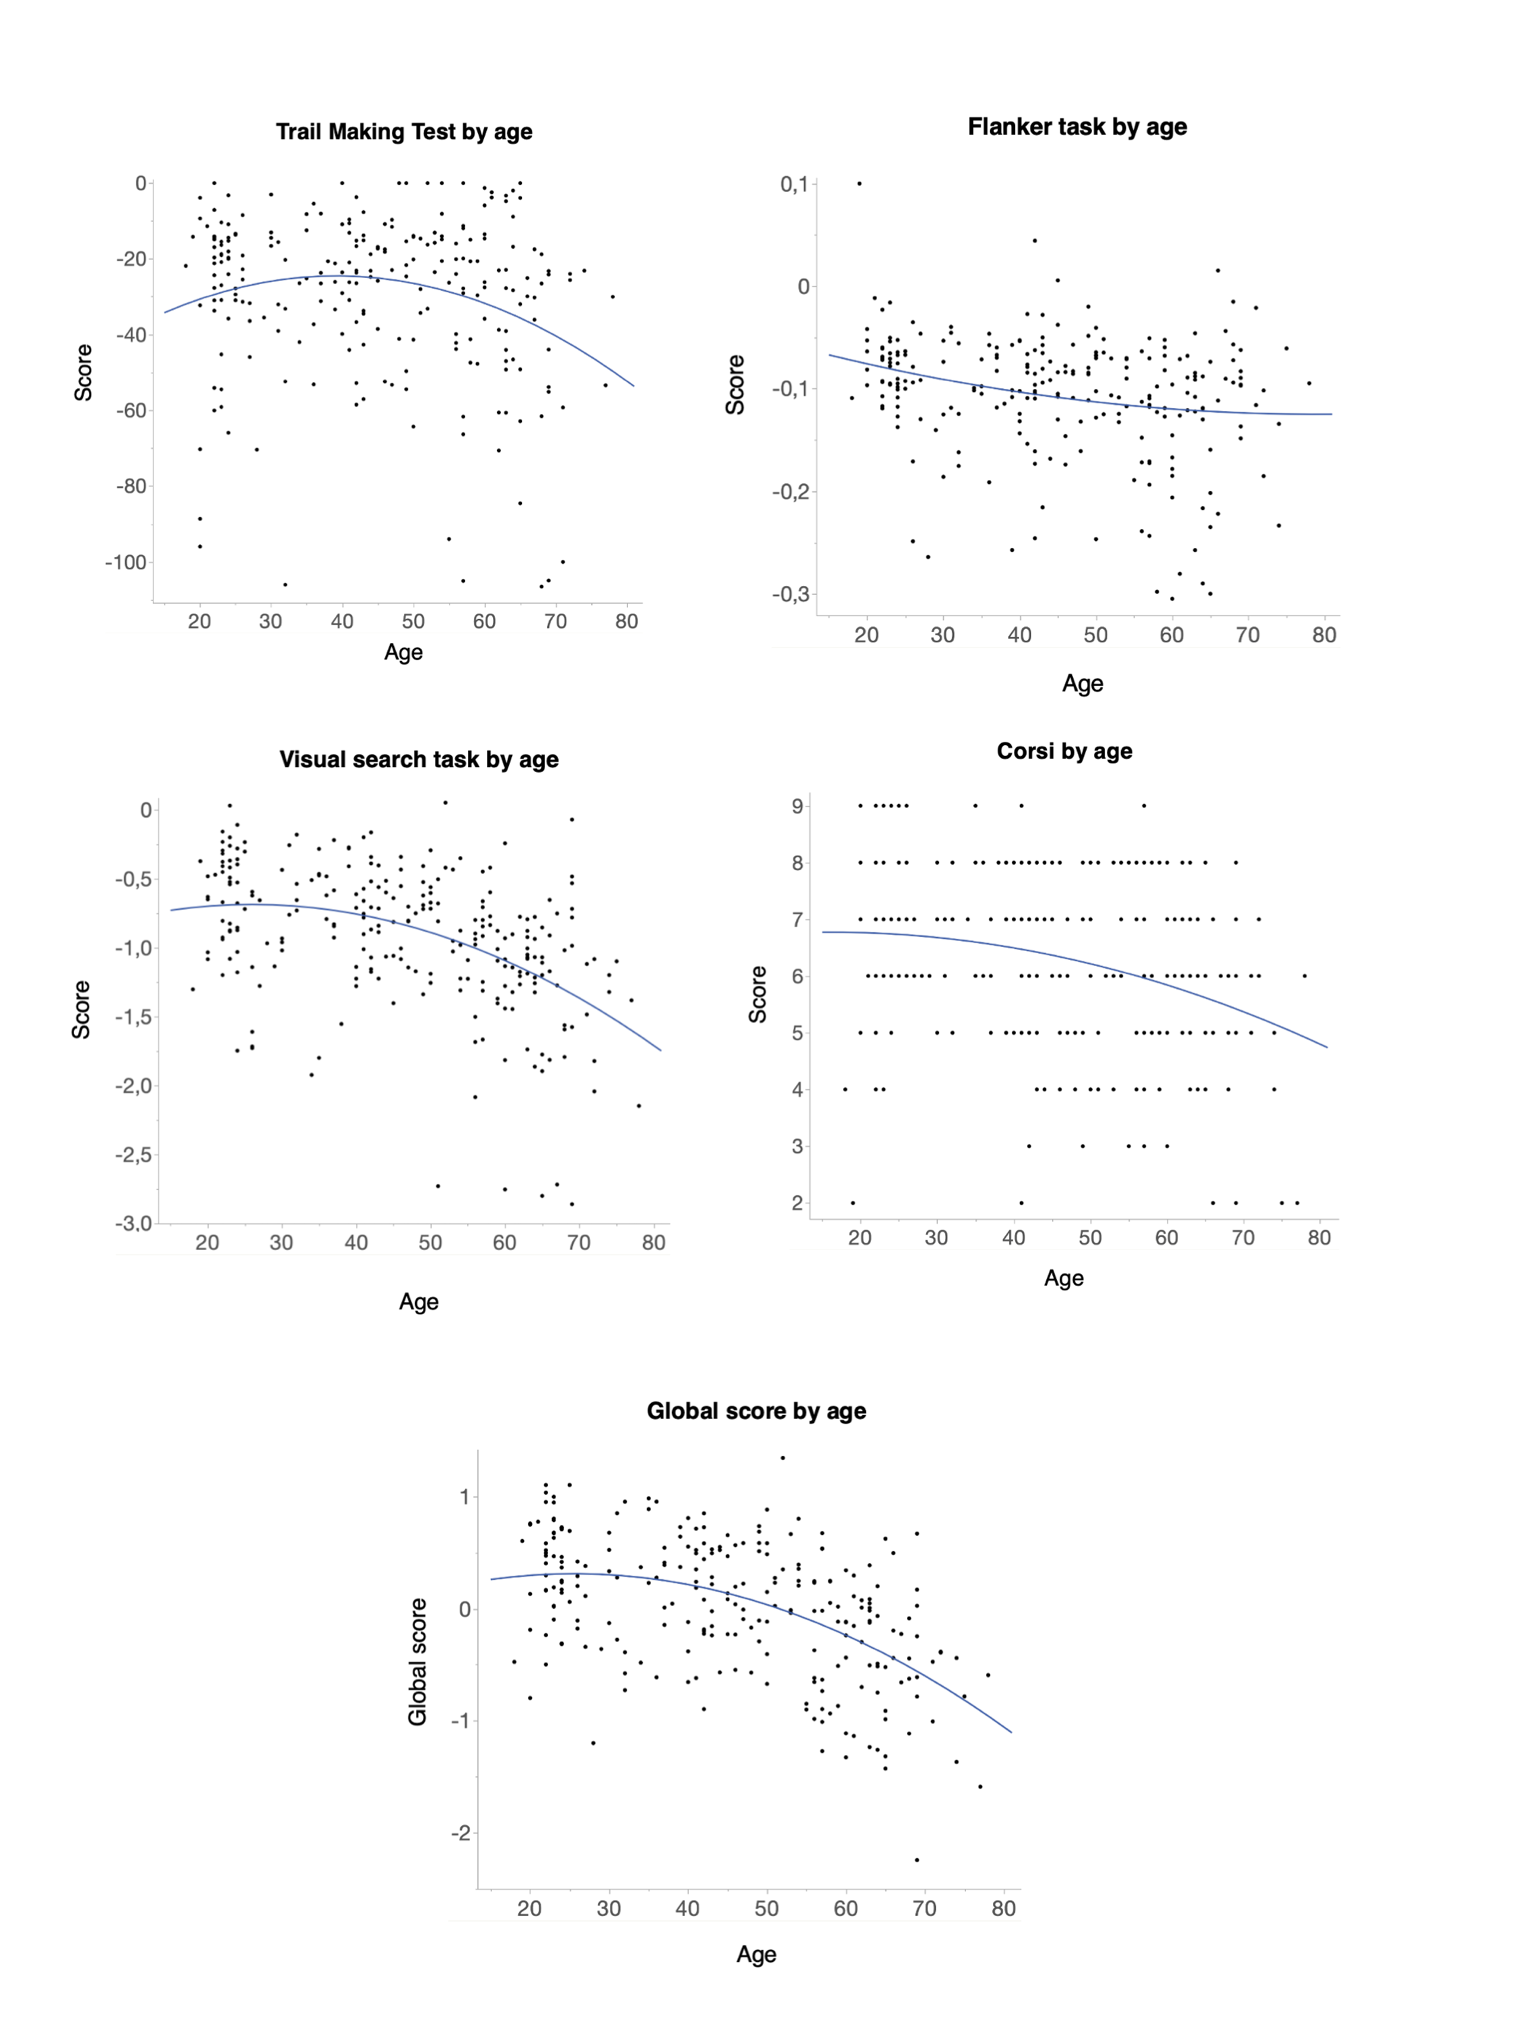 Trail Making Test by age
0
-20
-40
-60
-80
-100
Score
20 30 40 50 60 70 80
Age
Flanker task by age
0,1
0
-0,1
-0,2
-0,3
Score
20 30 40 50 60 70 80
Age
Visual search task by age
0
-0,5
-1,0
-1,5
-2,0
-2,5
-3,0
Score
20 30 40 50 60 70 80
Age
Corsi by age
9
8
7
6
5
4
3
2
Score
20 30 40 50 60 70 80
Age
Global score by age
1
0
-1
-2
Global score
20 30 40 50 60 70 80
Age